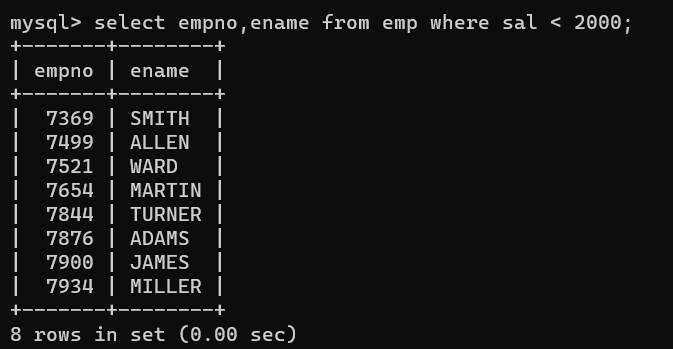 mysql> select empno,ename from emp where sal < 2000;
+-------+--------+
| empno | ename  |
+-------+--------+
|  7369 | SMITH  |
|  7499 | ALLEN  |
|  7521 | WARD   |
|  7654 | MARTIN |
|  7844 | TURNER |
|  7876 | ADAMS  |
|  7900 | JAMES  |
|  7934 | MILLER |
+-------+--------+
8 rows in set (0.00 sec)